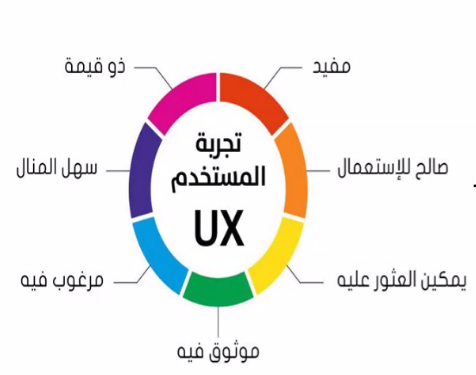 ذو قيمة
مفيد
تجربة
المستخدم
UX
سهل المنال
صالح للإستعمال
مرغوب فيه
يمكين العثور عليه
موثوق فيه